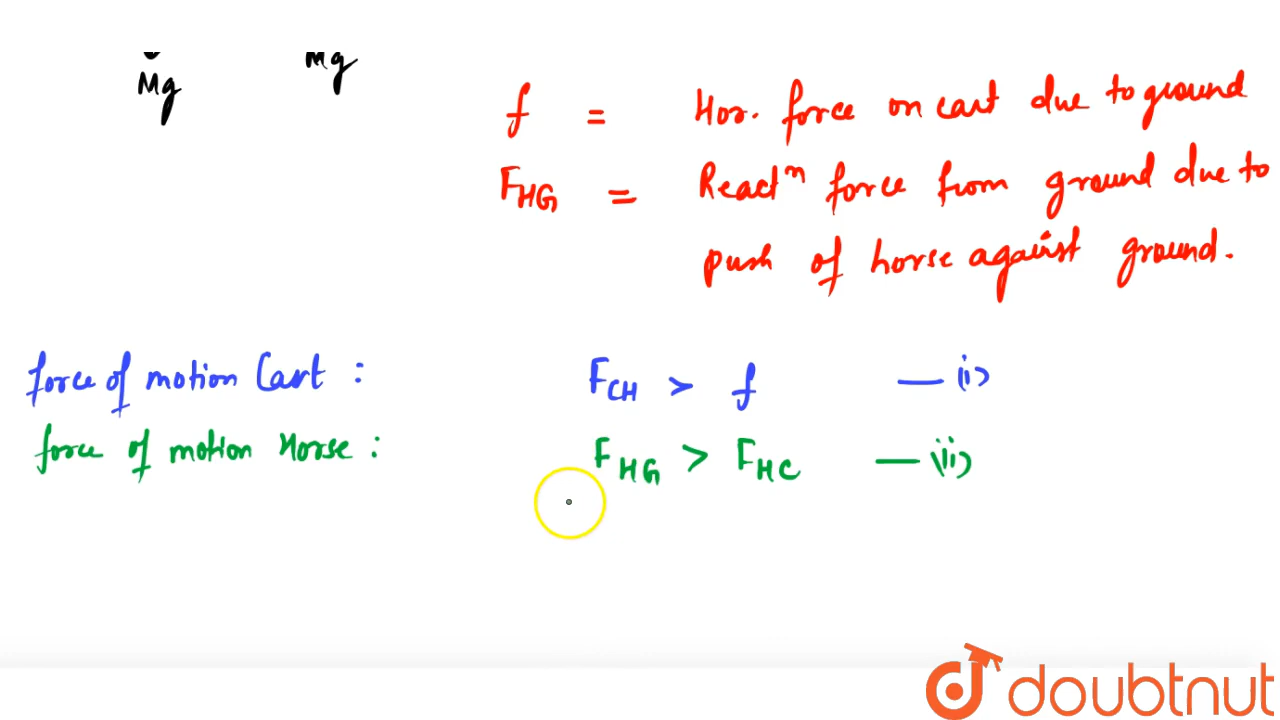 Mg
Mg
f = Hor. force on cart due to ground
FHG = Reactⁿ force from ground due to
push of horse against ground.
force of motion Cart : FCH > f — (i)
force of motion Horse : FHG > FHC — (ii)
doubtnut